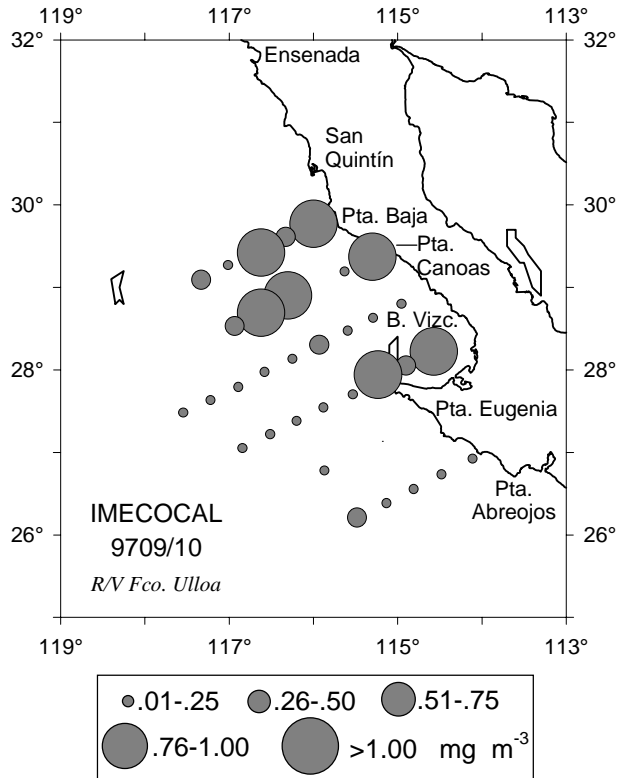 119° 117° 115° 113°
32° 32°
Ensenada
San
Quintín
30° 30°
Pta. Baja
Pta.
Canoas
B. Vizc.
28° 28°
Pta. Eugenia
Pta.
Abreojos
IMECOCAL
9709/10
R/V Fco. Ulloa
26° 26°
119° 117° 115° 113°
.01-.25 .26-.50 .51-.75
.76-1.00 >1.00 mg m⁻³